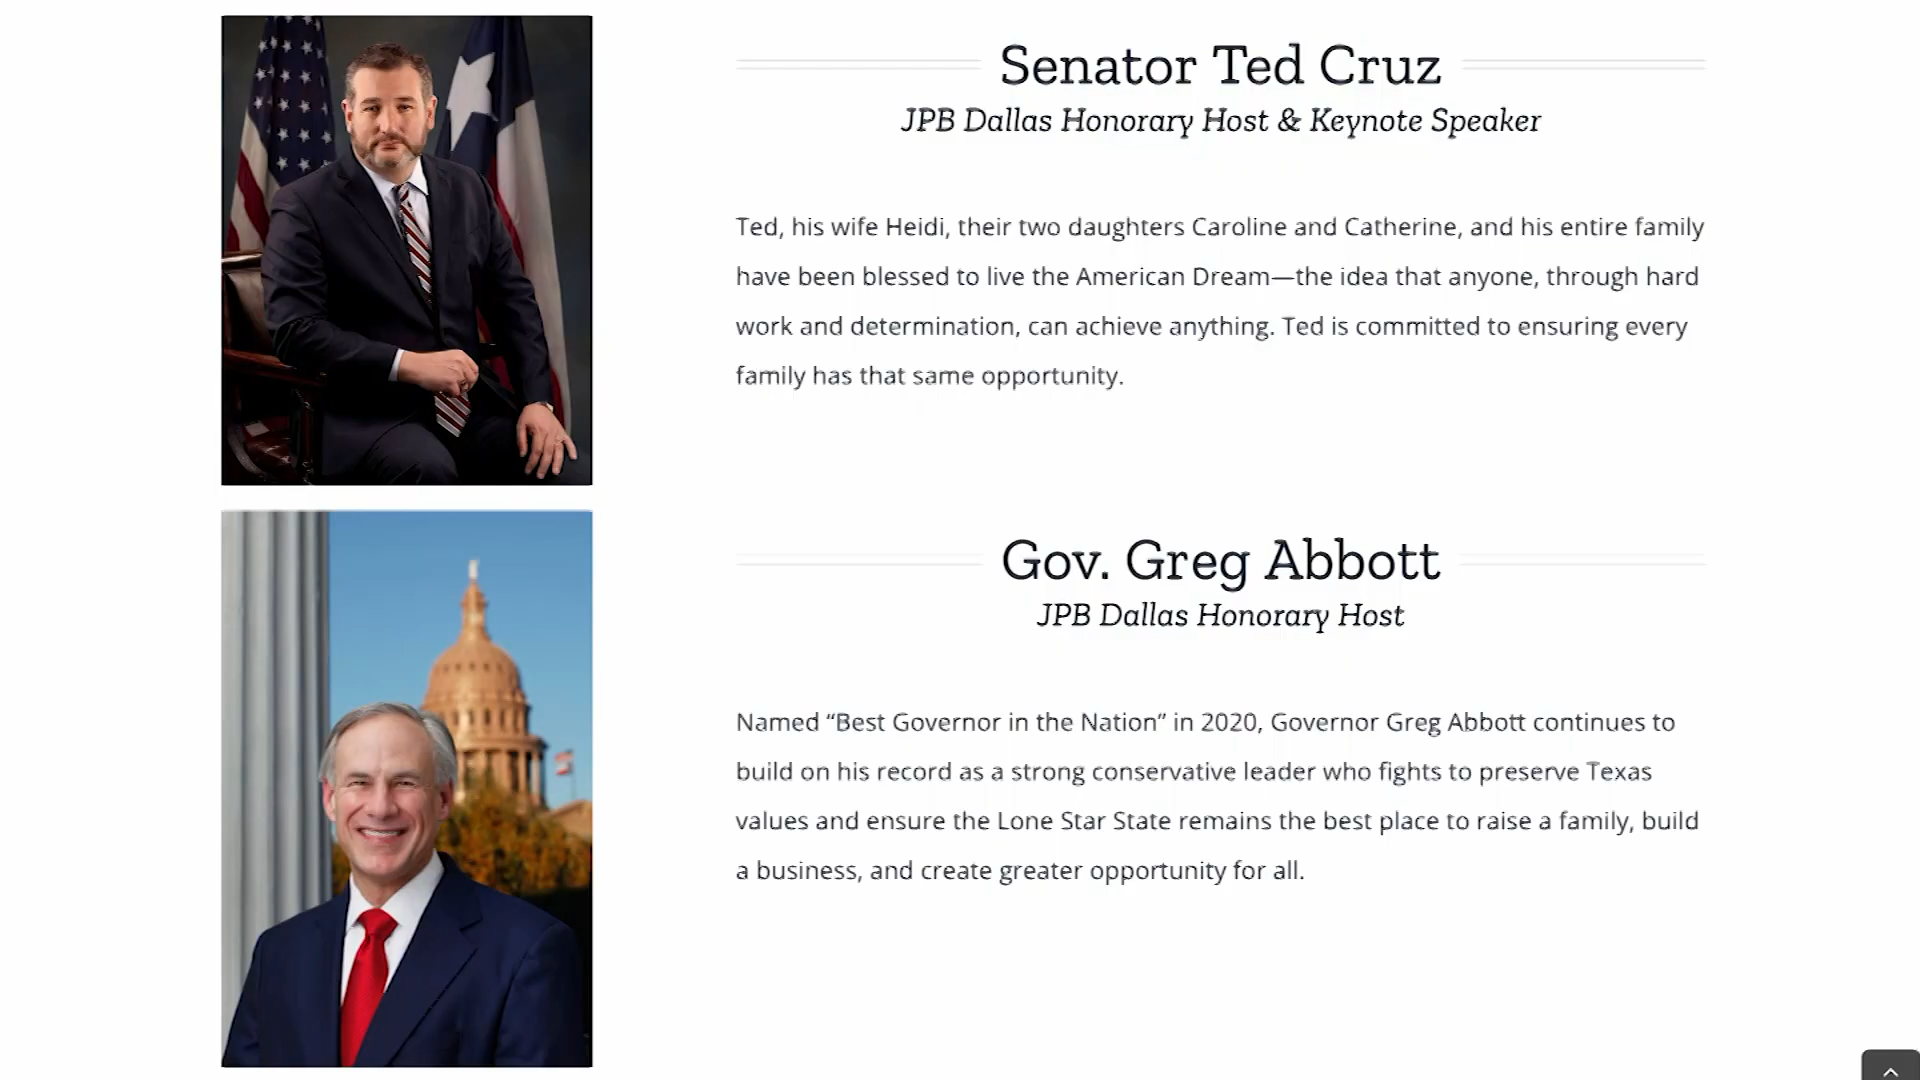 Senator Ted Cruz
JPB Dallas Honorary Host & Keynote Speaker
Ted, his wife Heidi, their two daughters Caroline and Catherine, and his entire family
have been blessed to live the American Dream—the idea that anyone, through hard
work and determination, can achieve anything. Ted is committed to ensuring every
family has that same opportunity.
Gov. Greg Abbott
JPB Dallas Honorary Host
Named “Best Governor in the Nation” in 2020, Governor Greg Abbott continues to
build on his record as a strong conservative leader who fights to preserve Texas
values and ensure the Lone Star State remains the best place to raise a family, build
a business, and create greater opportunity for all.